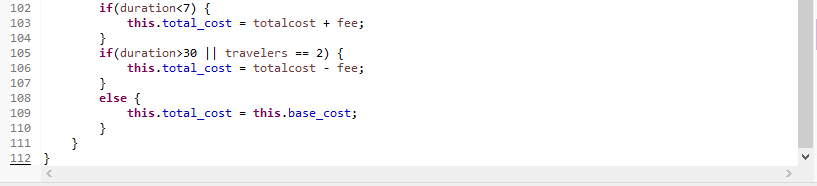 102 if(duration<7) {
103 this.total_cost = totalcost + fee;
104 }
105 if(duration>30 || travelers == 2) {
106 this.total_cost = totalcost - fee;
107 }
108 else {
109 this.total_cost = this.base_cost;
110 }
111 }
112 }